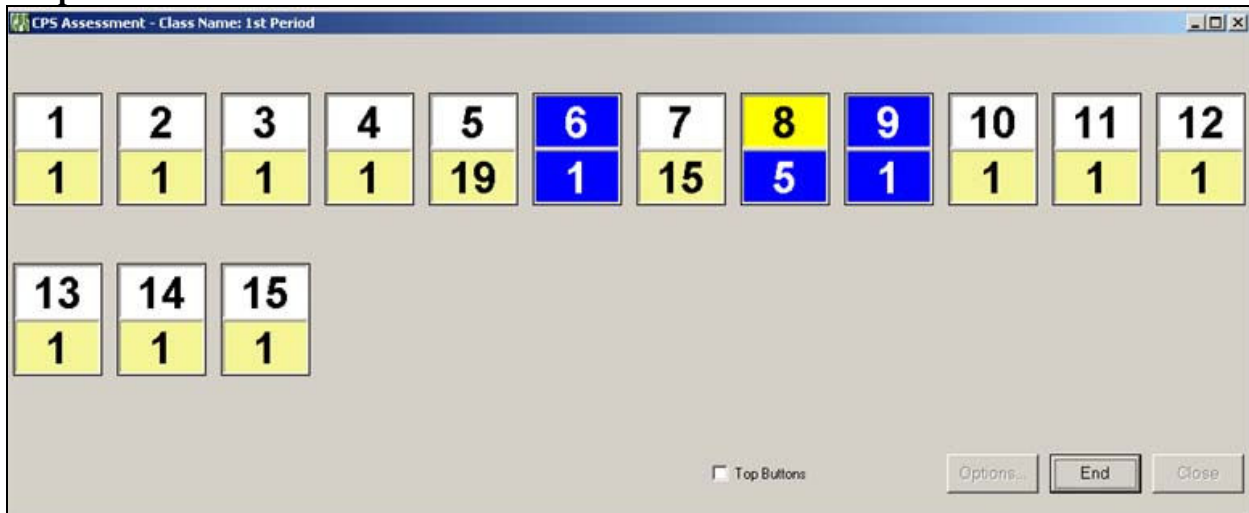 CPS Assessment - Class Name: 1st Period
1 2 3 4 5 6 7 8 9 10 11 12
1 1 1 1 19 1 15 5 1 1 1 1
13 14 15
1 1 1
Top Buttons Options... End Close